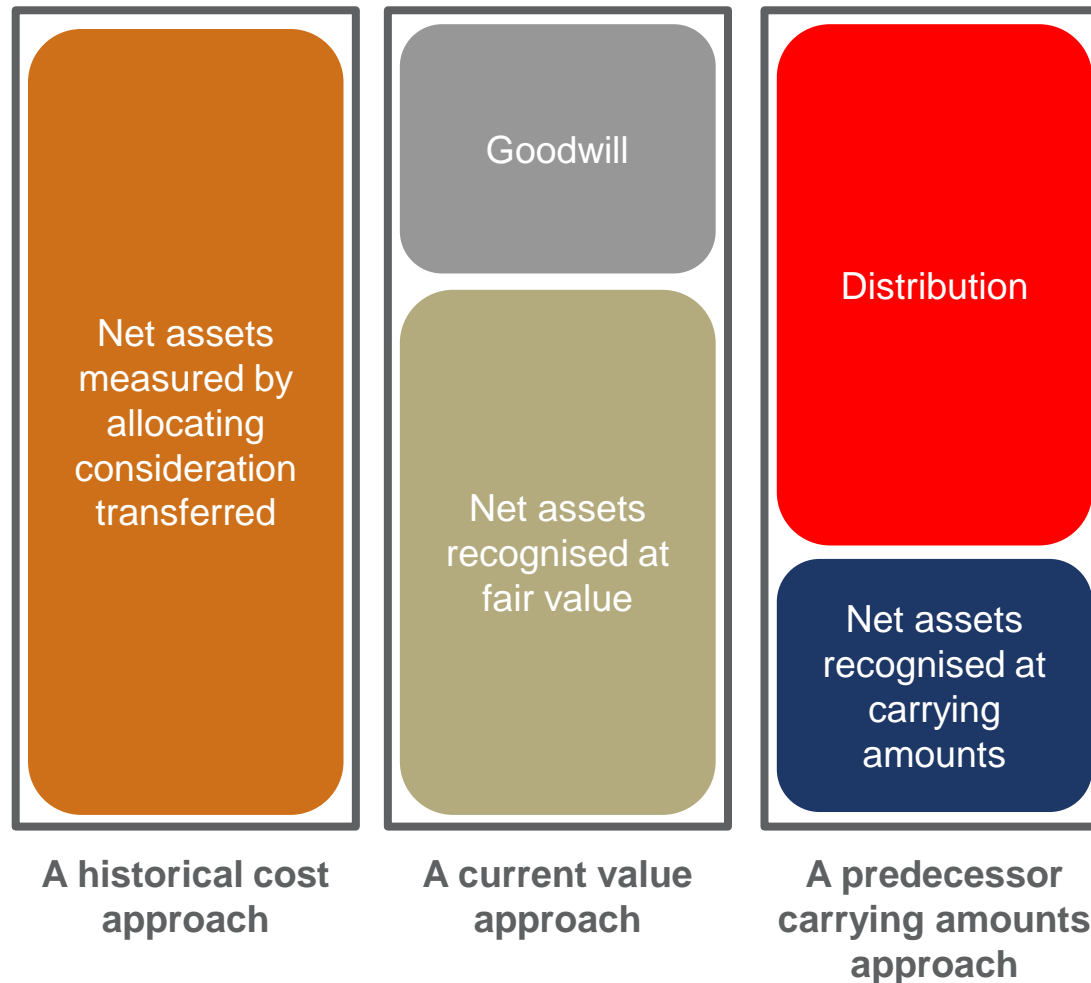 Net assets
measured by
allocating
consideration
transferred
A historical cost
approach
Goodwill
Net assets
recognised at
fair value
A current value
approach
Distribution
Net assets
recognised at
carrying
amounts
A predecessor
carrying amounts
approach